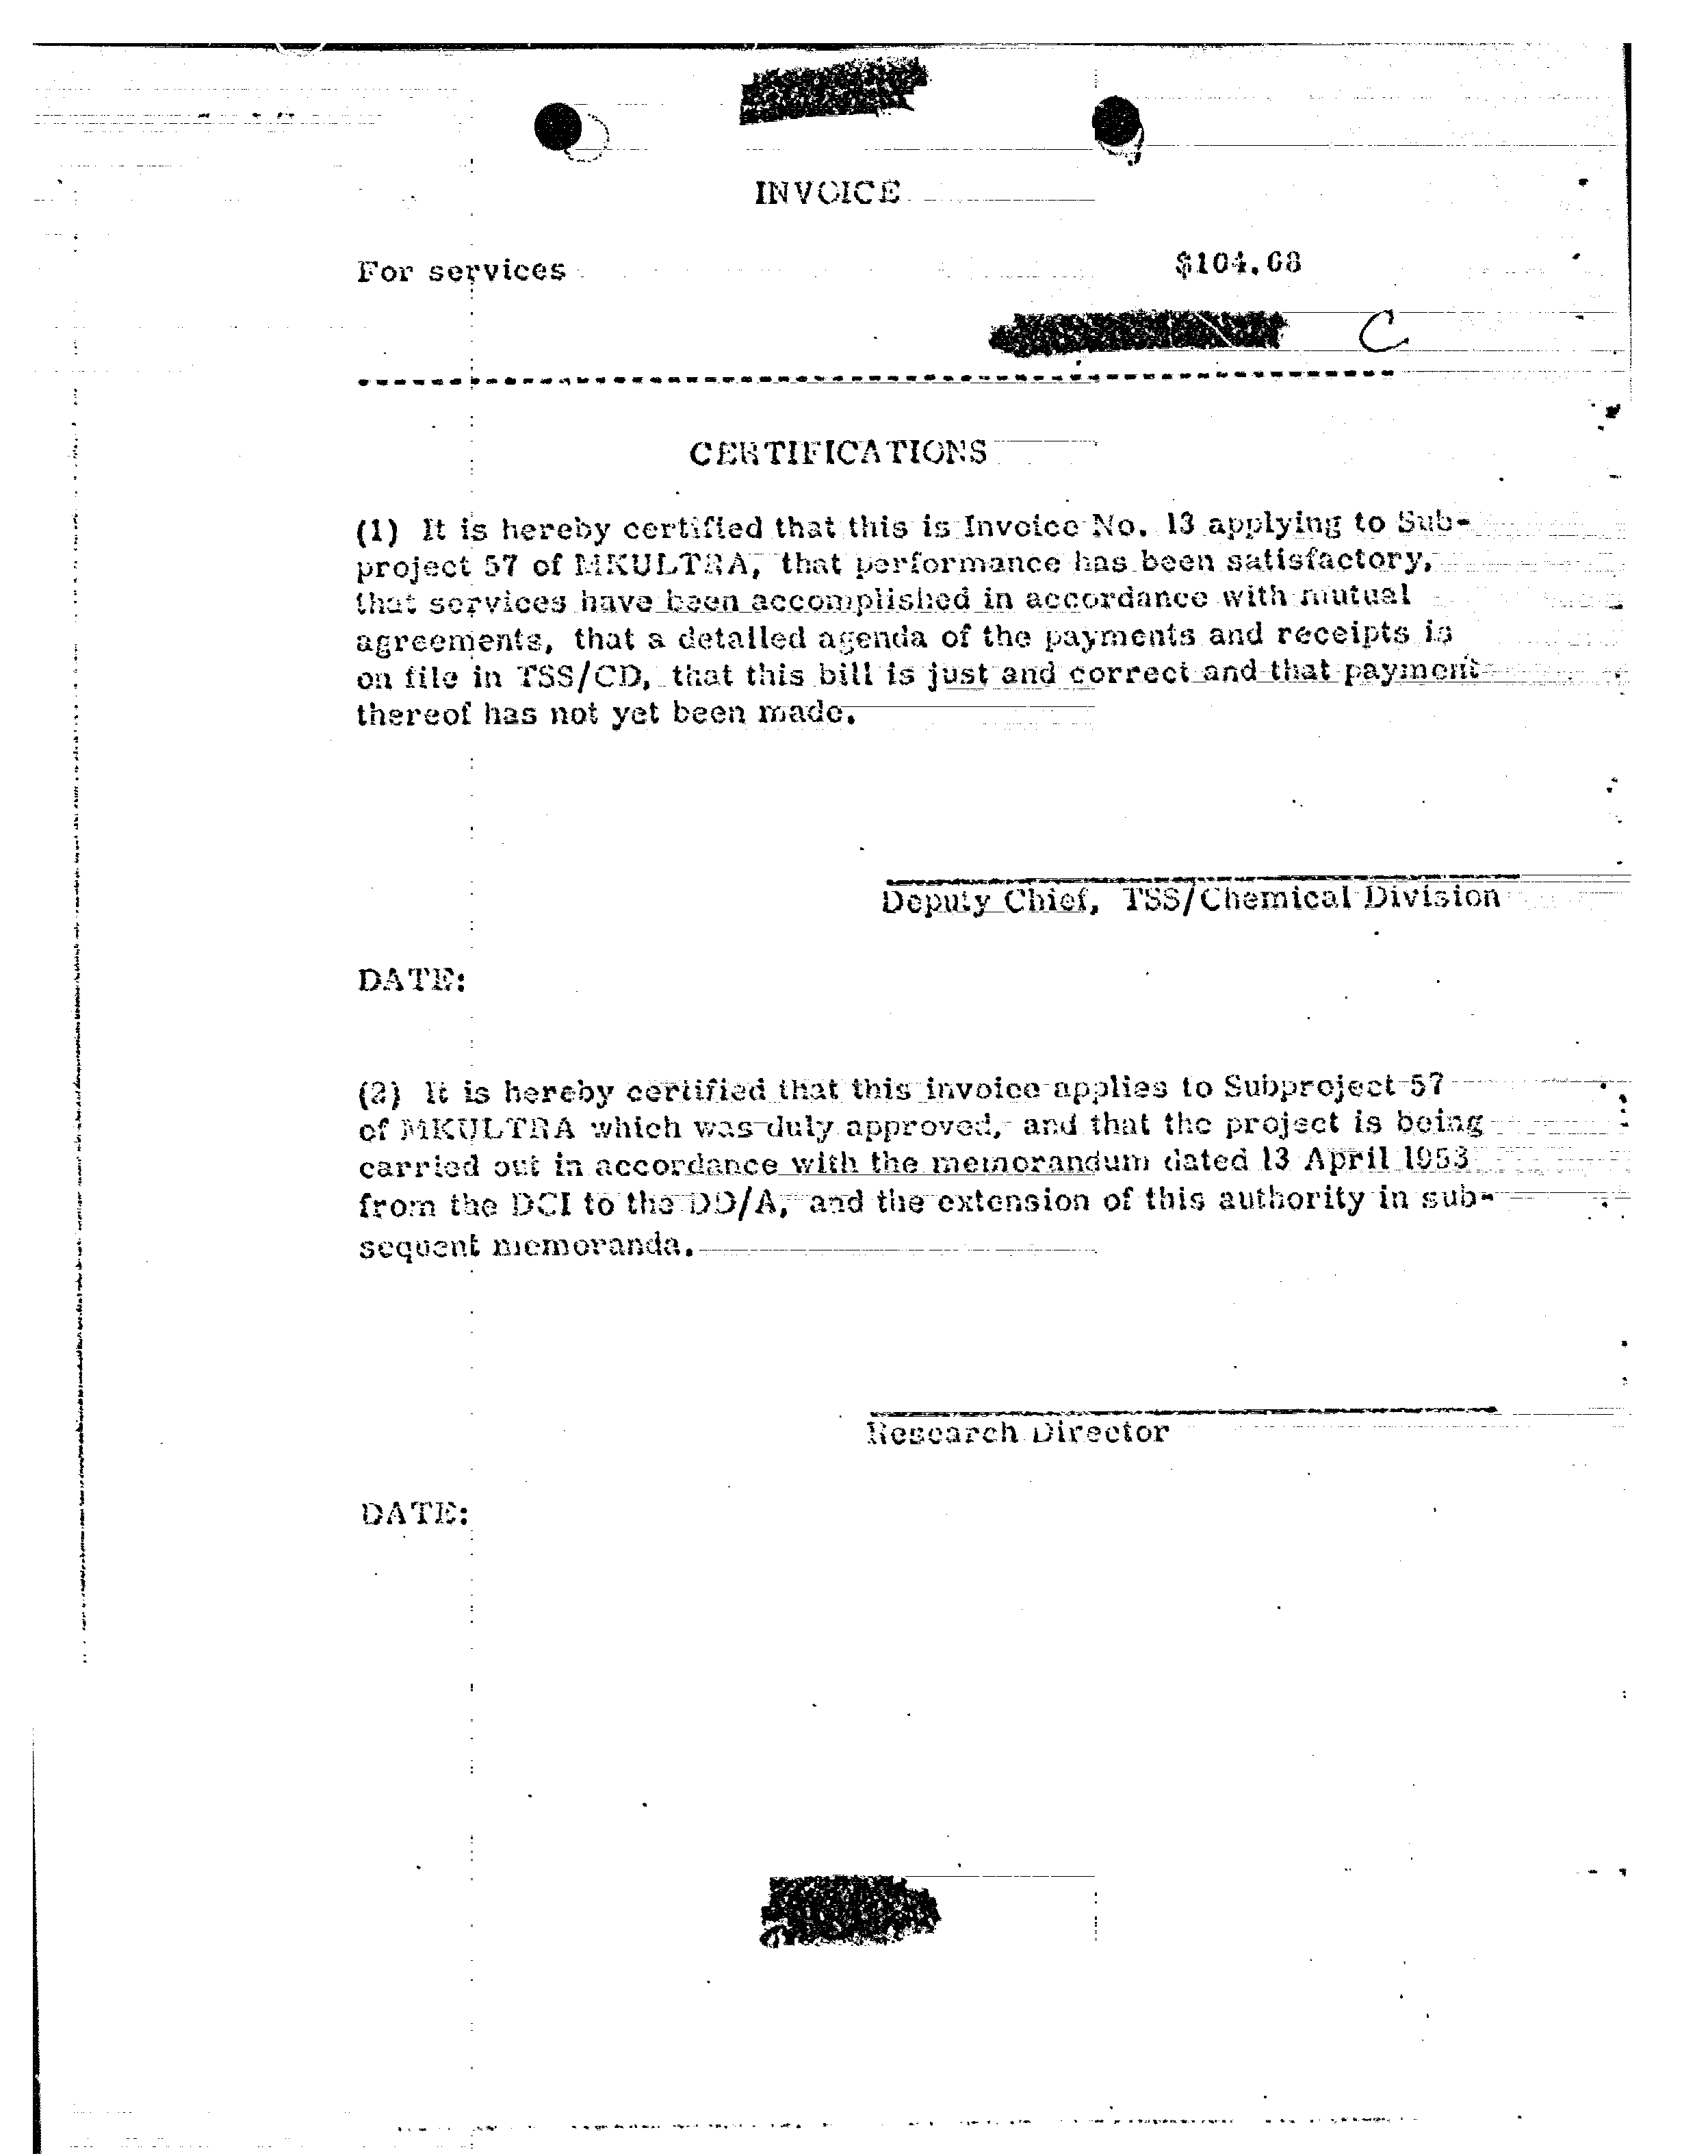 INVOICE
For services $104.68
C
CERTIFICATIONS
(1) It is hereby certified that this is Invoice No. 13 applying to Sub-
project 57 of MKULTRA, that performance has been satisfactory,
that services have been accomplished in accordance with mutual
agreements, that a detailed agenda of the payments and receipts is
on file in TSS/CD, that this bill is just and correct and that payment
thereof has not yet been made.
Deputy Chief, TSS/Chemical Division
DATE:
(2) It is hereby certified that this invoice applies to Subproject 57
of MKULTRA which was duly approved, and that the project is being
carried out in accordance with the memorandum dated 13 April 1953
from the DCI to the DD/A, and the extension of this authority in sub-
sequent memoranda.
Research Director
DATE: